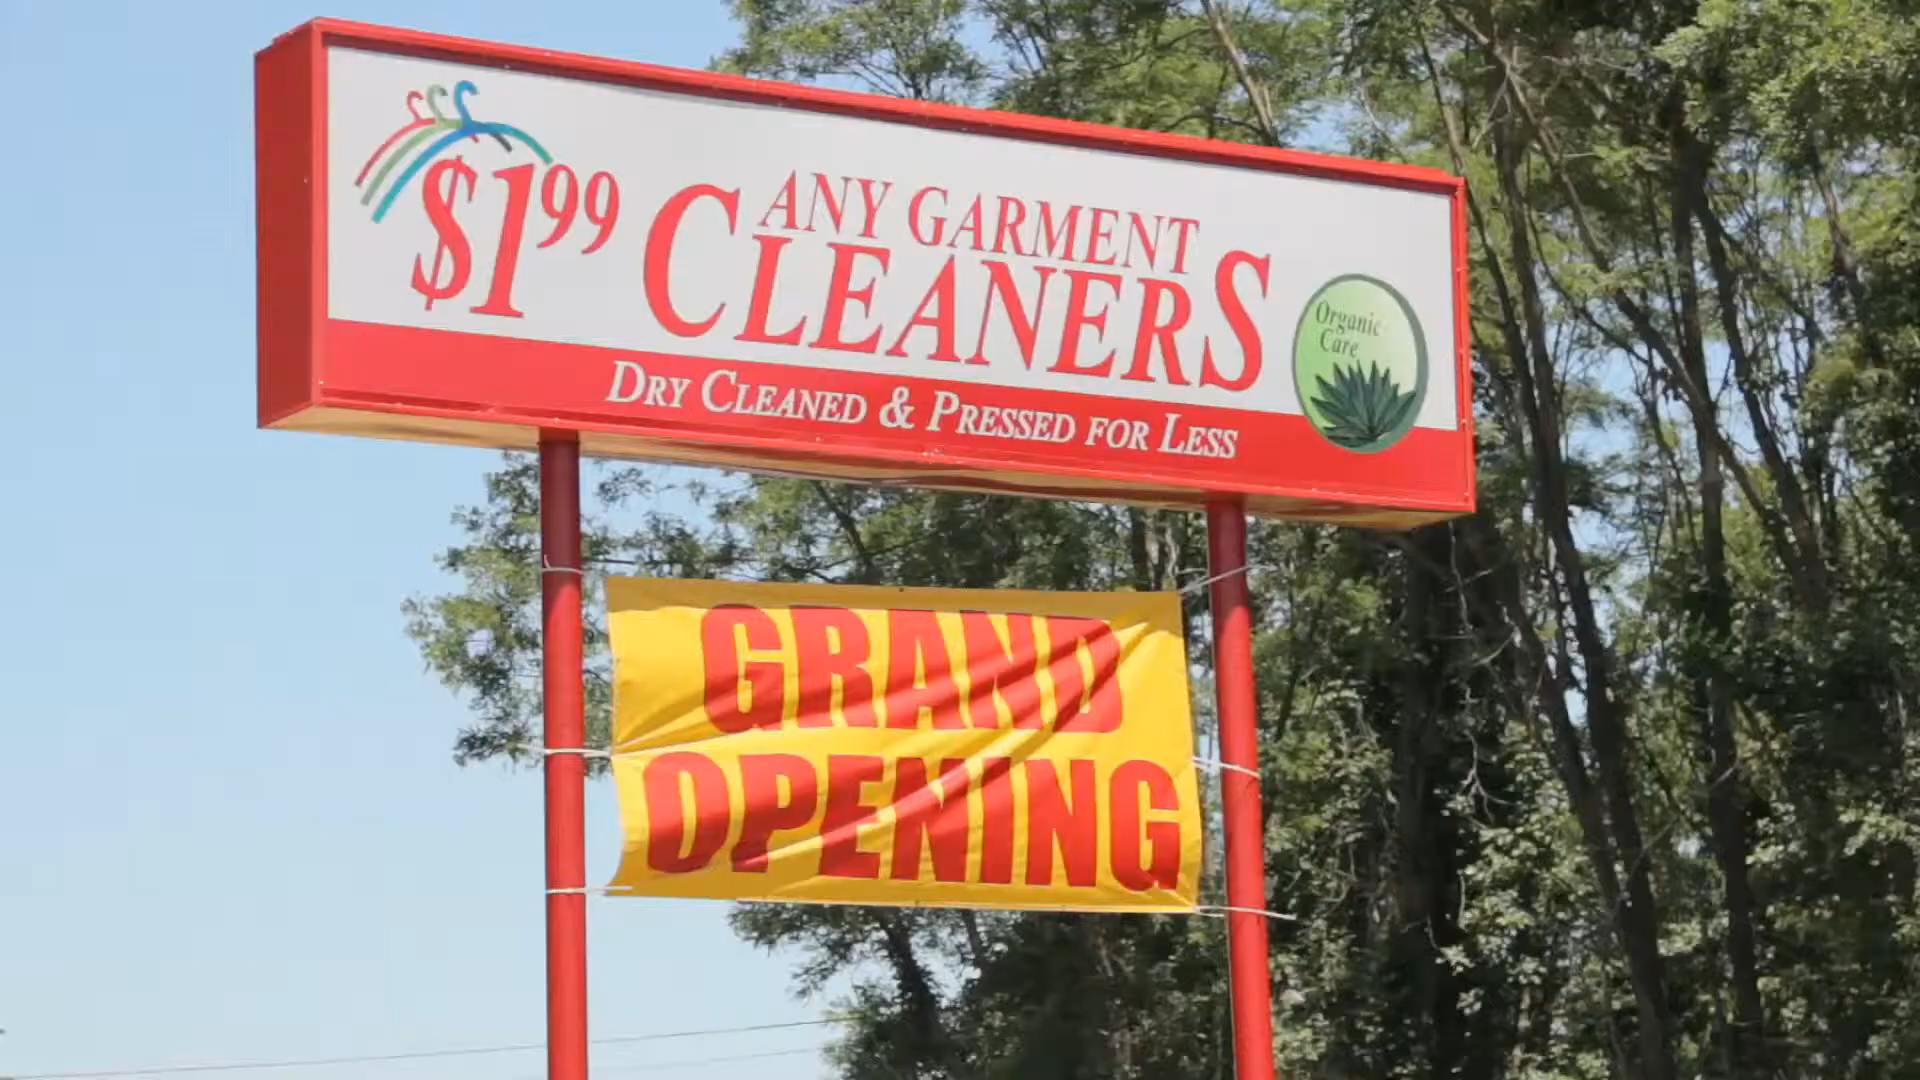 $1.99 ANY GARMENT
CLEANERS
DRY CLEANED & PRESSED FOR LESS
Organic
Care
GRAND
OPENING